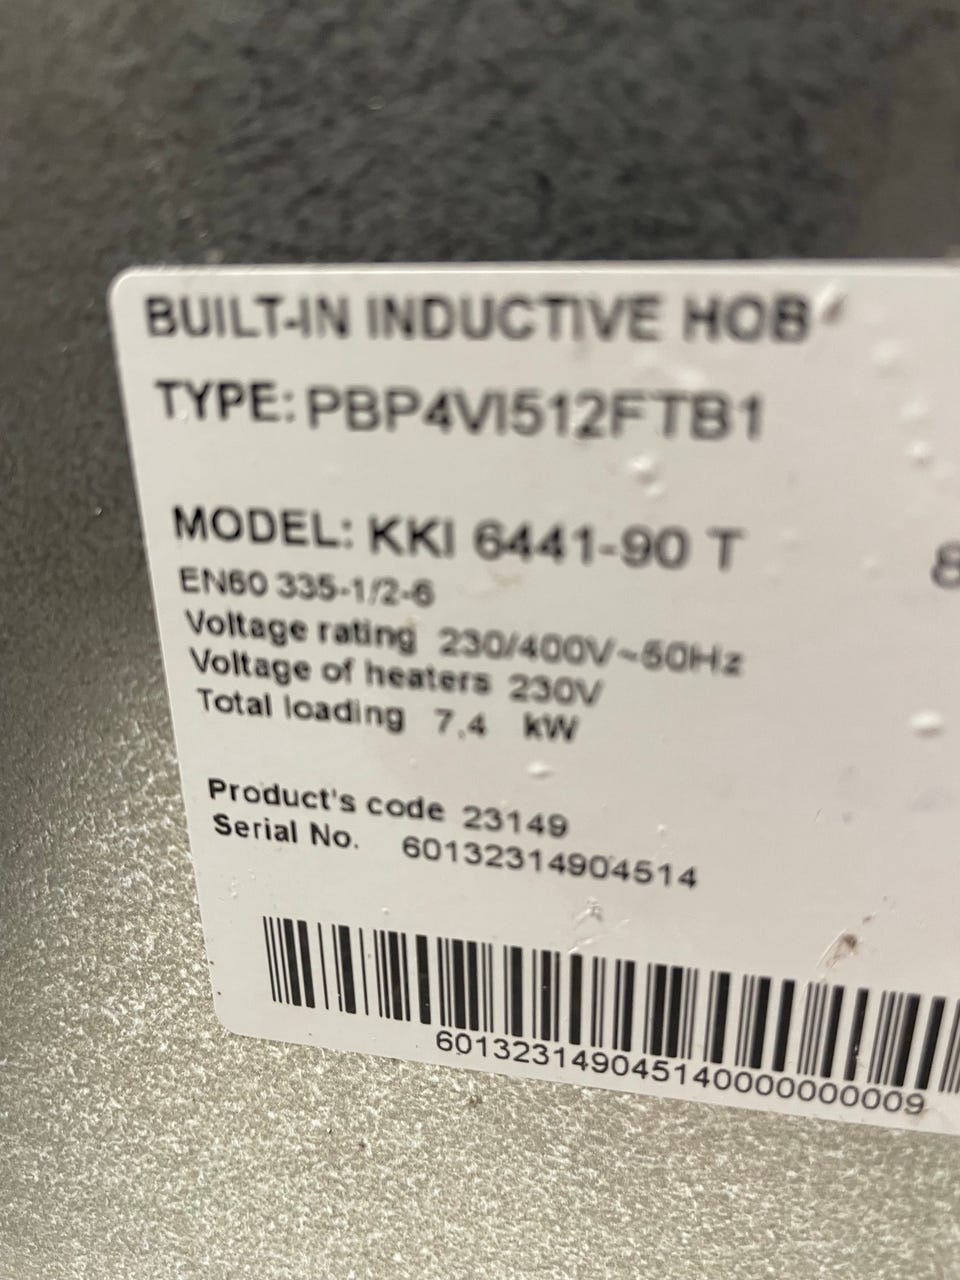 BUILT-IN INDUCTIVE HOB
TYPE: PBP4VI512FTB1
MODEL: KKI 6441-90 T
8
EN60 335-1/2-6
Voltage rating 230/400V~50Hz
Voltage of heaters 230V
Total loading 7,4 kW
Product's code 23149
Serial No. 60132314904514
601323149045140000000009